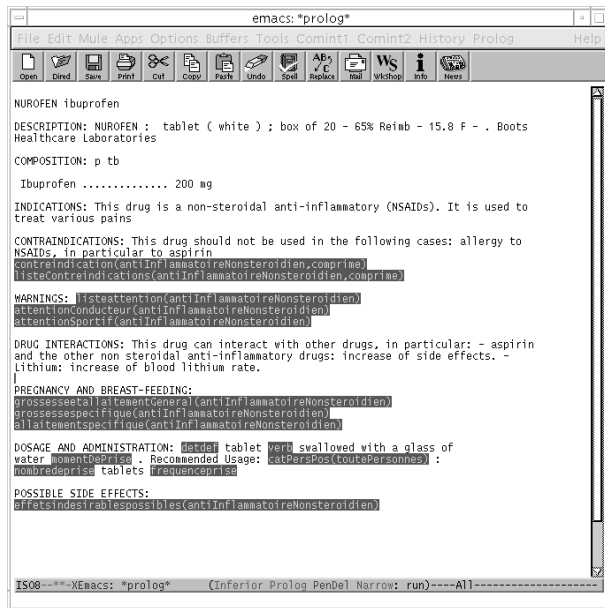 emacs: *prolog*
File Edit Mule Apps Options Buffers Tools Comint1 Comint2 History Prolog Help
Open Dired Save Print Cut Copy Paste Undo Spell Replace Mail Wkshop Info News
NUROFEN ibuprofen
DESCRIPTION: NUROFEN : tablet ( white ) ; box of 20 - 65% Reimb - 15.8 F - . Boots
Healthcare Laboratories
COMPOSITION: p tb
Ibuprofen .............. 200 mg
INDICATIONS: This drug is a non-steroidal anti-inflammatory (NSAIDs). It is used to
treat various pains
CONTRAINDICATIONS: This drug should not be used in the following cases: allergy to
NSAIDs, in particular to aspirin
contreindication(antiInflammatoireNonsteroidien,comprime)
listeContreindications(antiInflammatoireNonsteroidien,comprime)
WARNINGS: listeattention(antiInflammatoireNonsteroidien)
attentionConducteur(antiInflammatoireNonsteroidien)
attentionSportif(antiInflammatoireNonsteroidien)
DRUG INTERACTIONS: This drug can interact with other drugs, in particular: - aspirin
and the other non steroidal anti-inflammatory drugs: increase of side effects. -
Lithium: increase of blood lithium rate.
PREGNANCY AND BREAST-FEEDING:
grossesseetallaitementGeneral(antiInflammatoireNonsteroidien)
grossessespecifique(antiInflammatoireNonsteroidien)
allaitementspecifique(antiInflammatoireNonsteroidien)
DOSAGE AND ADMINISTRATION: detdef tablet verb swallowed with a glass of
water momentDePrise . Recommended Usage: catPersPos(toutePersonnes) :
nombredeprise tablets frequenceprise
POSSIBLE SIDE EFFECTS:
effetsindesirablespossibles(antiInflammatoireNonsteroidien)
ISO8--**-XEmacs: *prolog* (Inferior Prolog PenDel Narrow: run)----All-----------------------